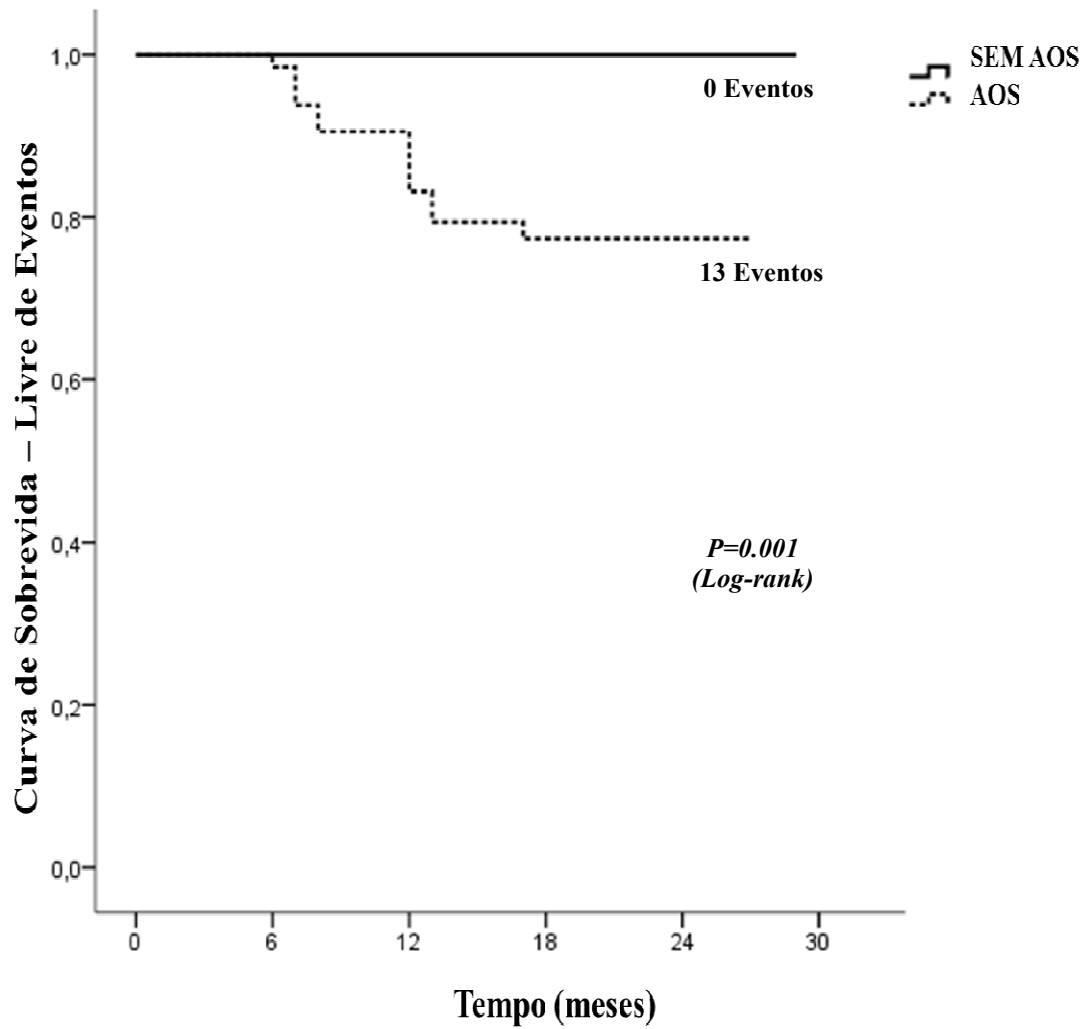 Curva de Sobrevida – Livre de Eventos
1,0
0,8
0,6
0,4
0,2
0,0
SEM AOS
AOS
0 Eventos
13 Eventos
P=0.001
(Log-rank)
0 6 12 18 24 30
Tempo (meses)